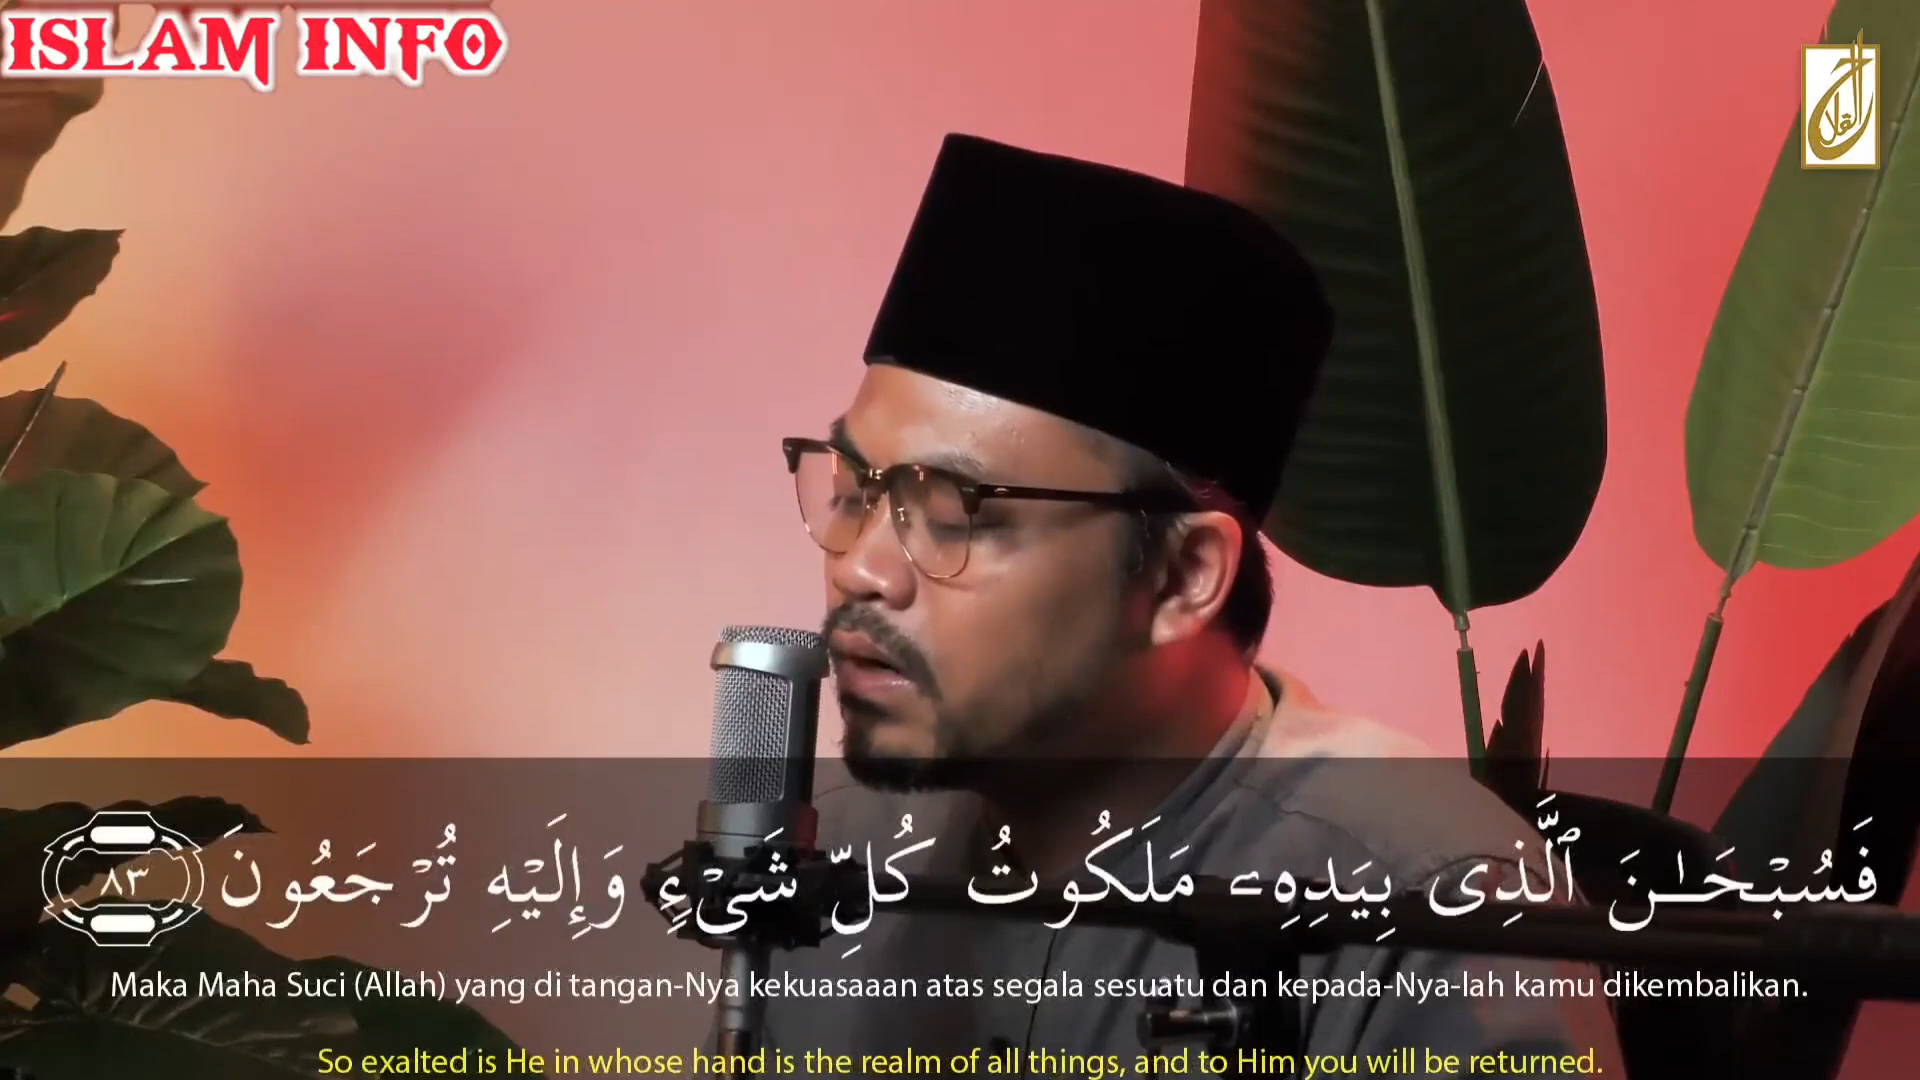 ISLAM INFO
القلاح
فَسُبْحَـٰنَ ٱلَّذِى بِيَدِهِۦ مَلَكُوتُ كُلِّ شَىْءٍ وَإِلَيْهِ تُرْجَعُونَ ٨٣
Maka Maha Suci (Allah) yang di tangan-Nya kekuasaaan atas segala sesuatu dan kepada-Nya-lah kamu dikembalikan.
So exalted is He in whose hand is the realm of all things, and to Him you will be returned.